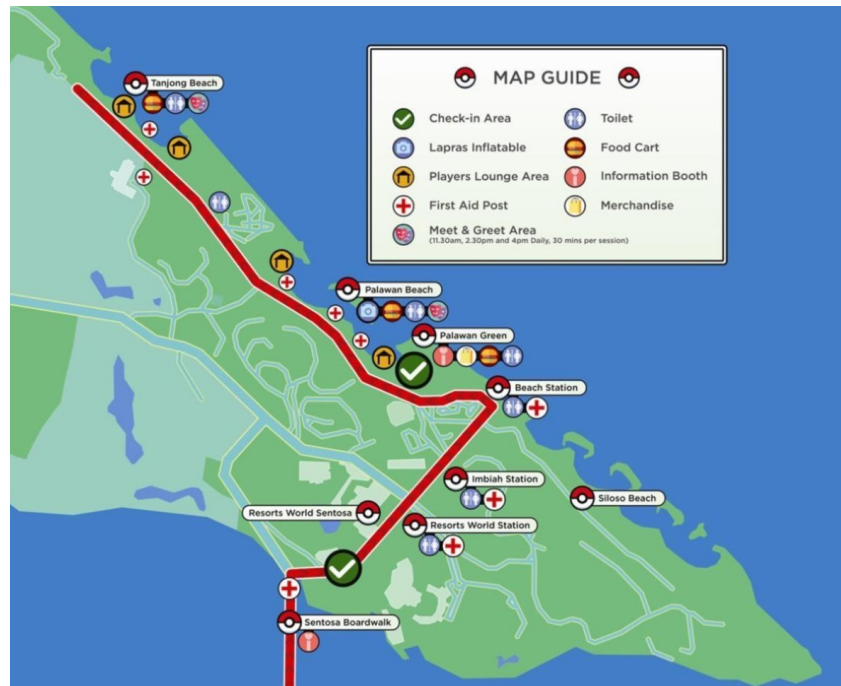 Tanjong Beach
MAP GUIDE
Check-in Area
Toilet
Lapras Inflatable
Food Cart
Players Lounge Area
Information Booth
First Aid Post
Merchandise
Meet & Greet Area
(11.30am, 2.30pm and 4pm Daily, 30 mins per session)
Palawan Beach
Palawan Green
Beach Station
Imbiah Station
Siloso Beach
Resorts World Sentosa
Resorts World Station
Sentosa Boardwalk